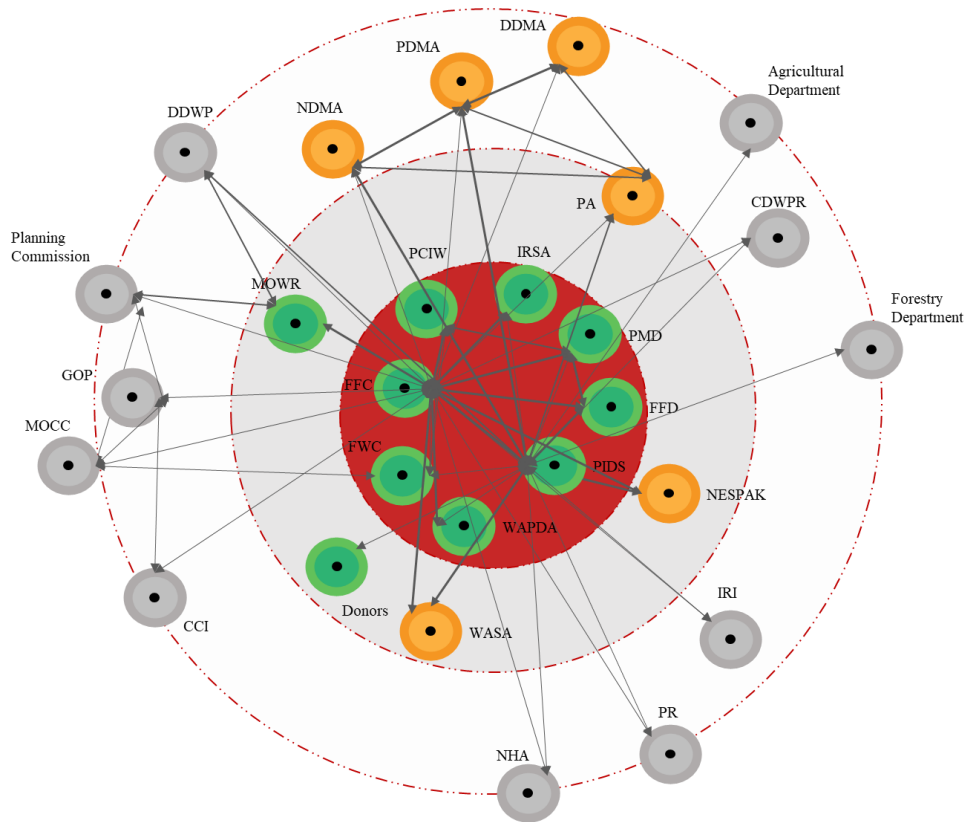 DDMA
PDMA
Agricultural
Department
NDMA
DDWP
CDWPR
PA
Planning
Commission
PCIW
IRSA
MOWR
Forestry
Department
PMD
GOP
FFC
FFD
MOCC
FWC
PIDS
NESPAK
WAPDA
IRI
Donors
WASA
CCI
PR
NHA